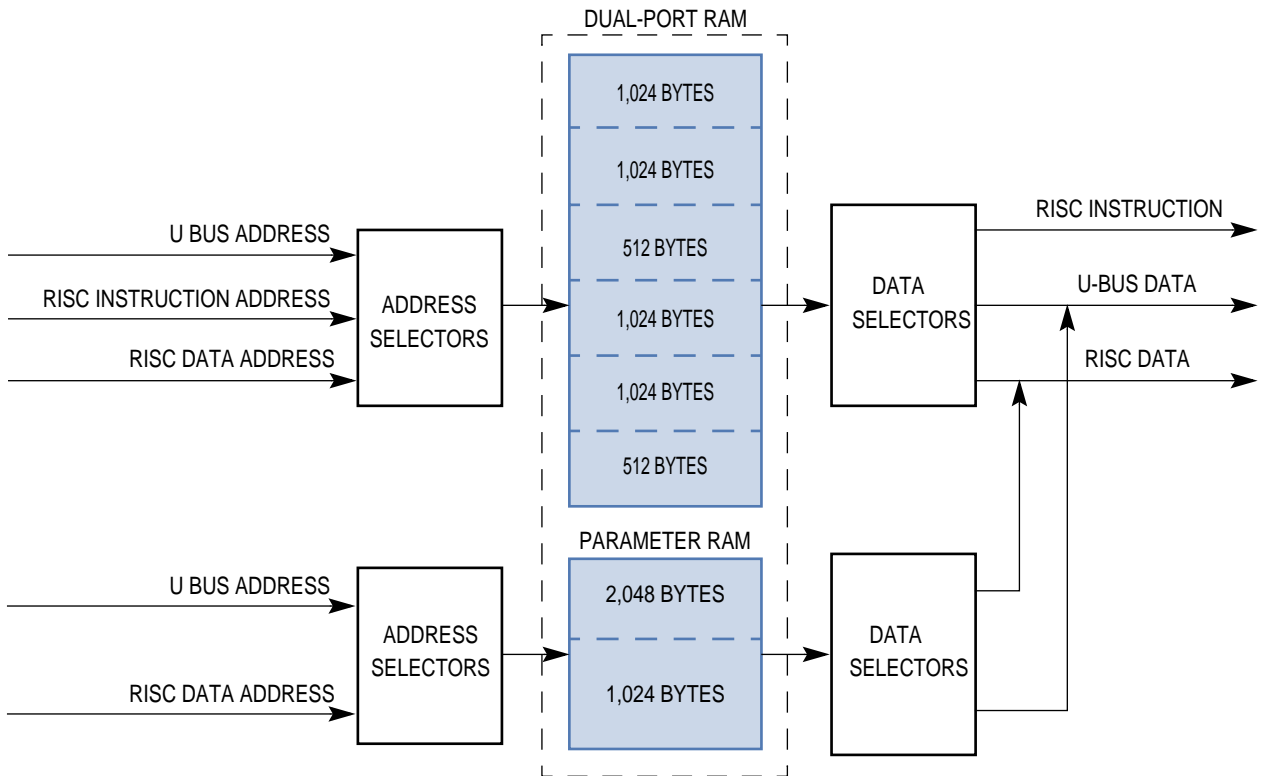 DUAL-PORT RAM
1,024 BYTES
1,024 BYTES
512 BYTES
1,024 BYTES
1,024 BYTES
512 BYTES
U BUS ADDRESS
RISC INSTRUCTION ADDRESS
RISC DATA ADDRESS
ADDRESS
SELECTORS
DATA
SELECTORS
RISC INSTRUCTION
U-BUS DATA
RISC DATA
PARAMETER RAM
2,048 BYTES
1,024 BYTES
U BUS ADDRESS
RISC DATA ADDRESS
ADDRESS
SELECTORS
DATA
SELECTORS